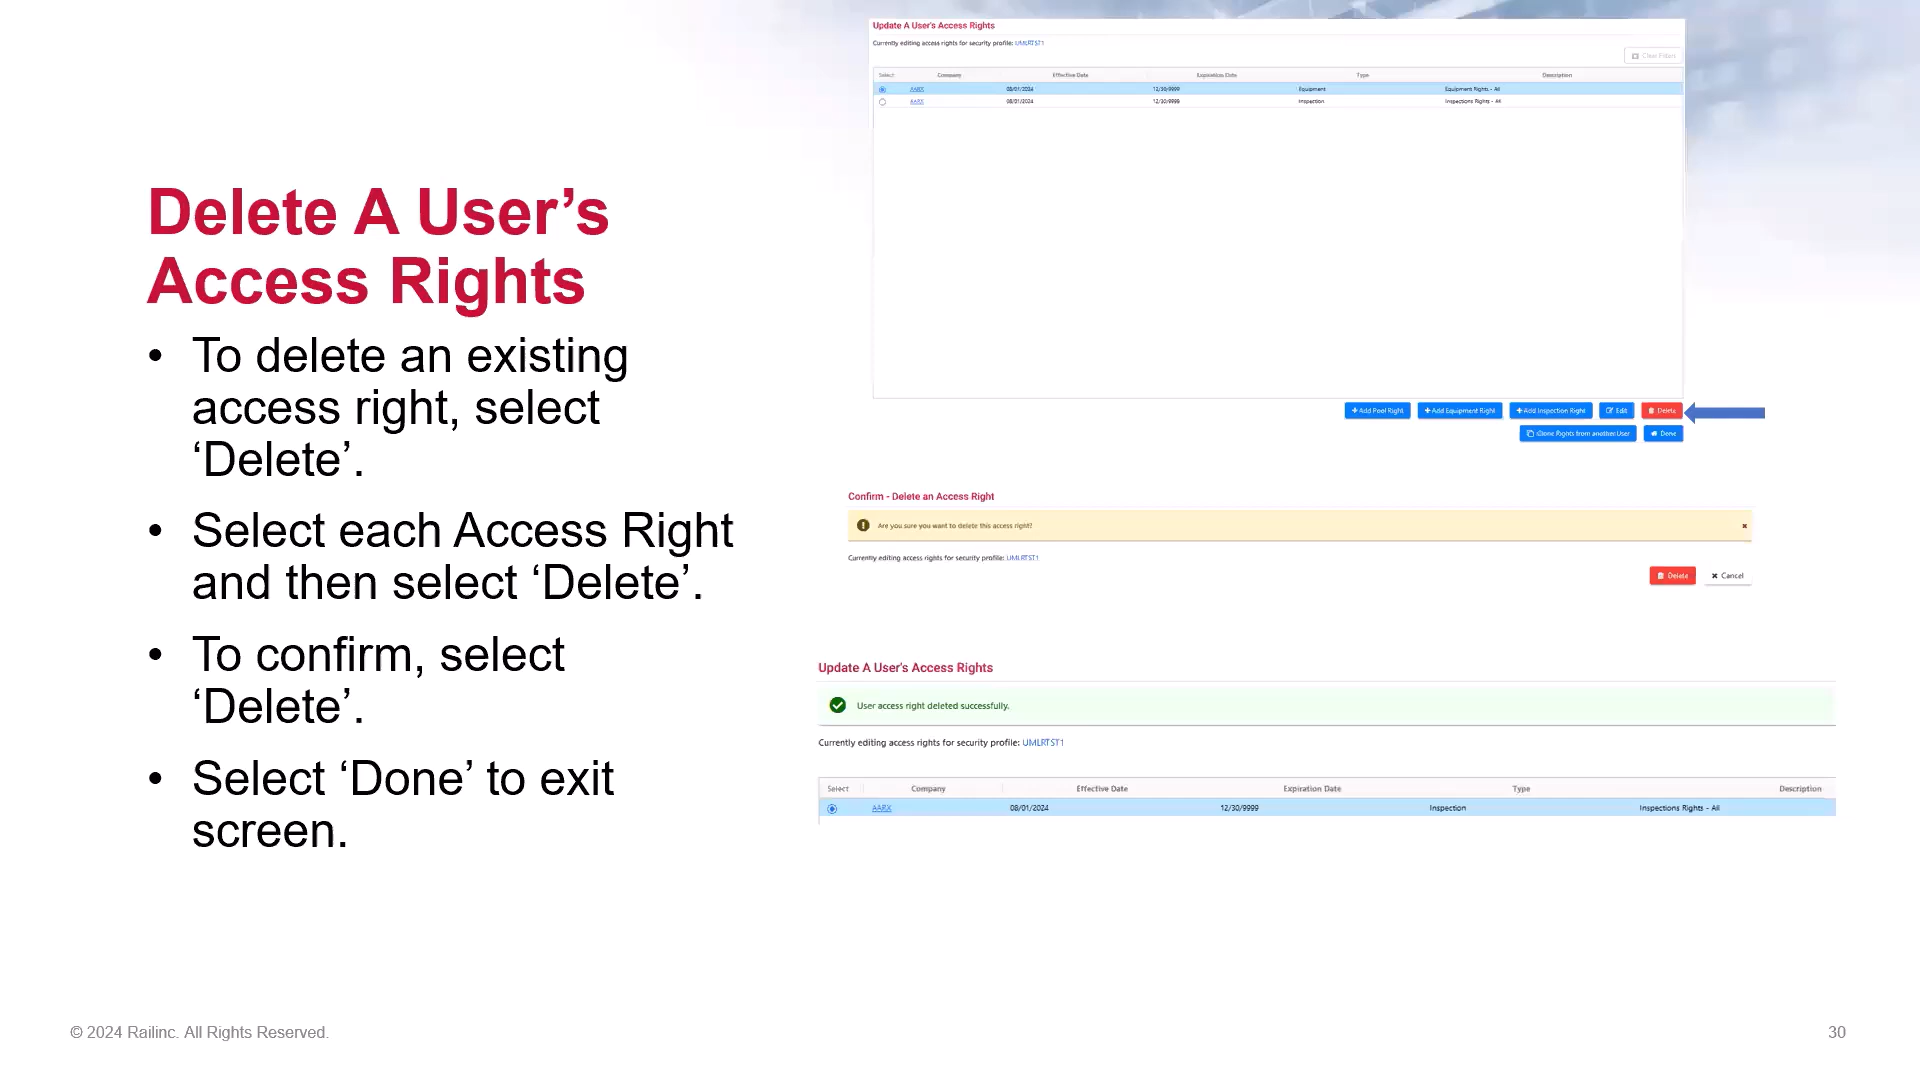 Delete A User’s
Access Rights
• To delete an existing
access right, select
‘Delete’.
• Select each Access Right
and then select ‘Delete’.
• To confirm, select
‘Delete’.
• Select ‘Done’ to exit
screen.
Update A User's Access Rights
Currently editing access rights for security profile: UMLRTST1
Clear Filters
Select Company Effective Date Expiration Date Type Description
AARX 08/01/2024 12/30/9999 Equipment Equipment Rights - All
AARX 08/01/2024 12/30/9999 Inspection Inspections Rights - All
+ Add Pool Right + Add Equipment Right + Add Inspection Right Edit Delete
Clone Rights from another User Done
Confirm - Delete an Access Right
Are you sure you want to delete this access right?
Currently editing access rights for security profile: UMLRTST1
Delete Cancel
Update A User's Access Rights
User access right deleted successfully.
Currently editing access rights for security profile: UMLRTST1
Select Company Effective Date Expiration Date Type Description
AARX 08/01/2024 12/30/9999 Inspection Inspections Rights - All
© 2024 Railinc. All Rights Reserved.
30